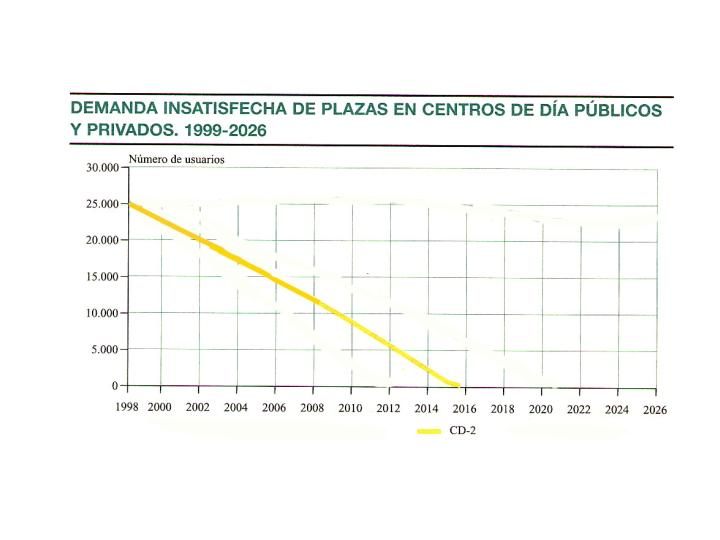 DEMANDA INSATISFECHA DE PLAZAS EN CENTROS DE DÍA PÚBLICOS
Y PRIVADOS. 1999-2026
Número de usuarios
30.000
25.000
20.000
15.000
10.000
5.000
0
1998 2000 2002 2004 2006 2008 2010 2012 2014 2016 2018 2020 2022 2024 2026
CD-2